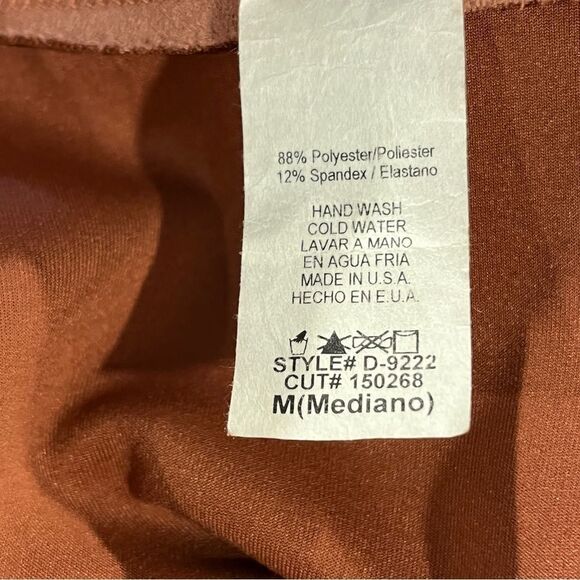 88% Polyester/Poliester
12% Spandex / Elastano
HAND WASH
COLD WATER
LAVAR A MANO
EN AGUA FRIA
MADE IN U.S.A.
HECHO EN E.U.A.
STYLE# D-9222
CUT# 150268
M(Mediano)